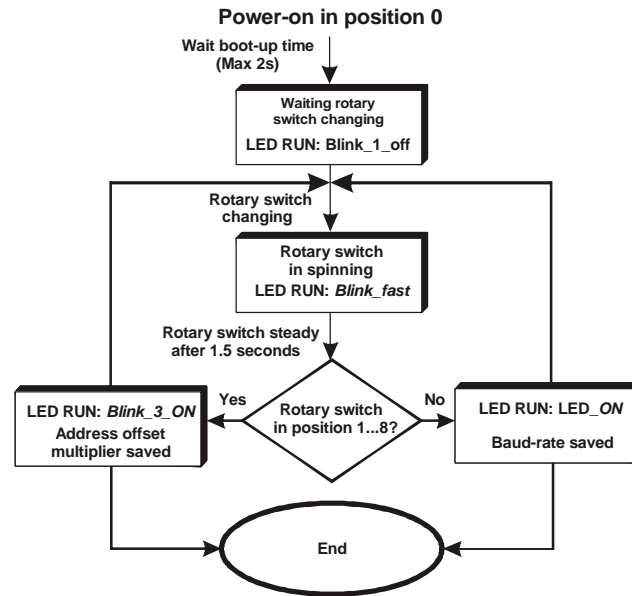 Power-on in position 0
Wait boot-up time
(Max 2s)
Waiting rotary
switch changing
LED RUN: Blink_1_off
Rotary switch
changing
Rotary switch
in spinning
LED RUN: Blink_fast
Rotary switch steady
after 1.5 seconds
Yes
No
Rotary switch
in position 1...8?
LED RUN: Blink_3_ON
Address offset
multiplier saved
LED RUN: LED_ON
Baud-rate saved
End